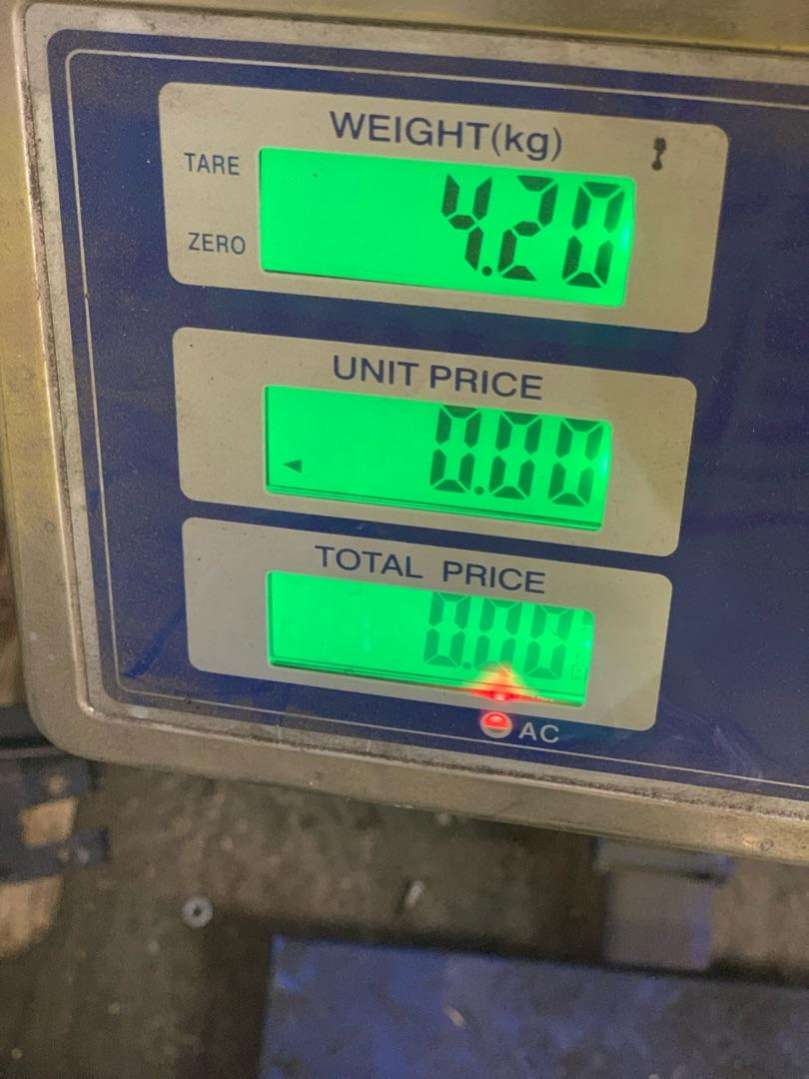 WEIGHT(kg)
TARE
4.20
ZERO
UNIT PRICE
0.00
TOTAL PRICE
0.00
AC